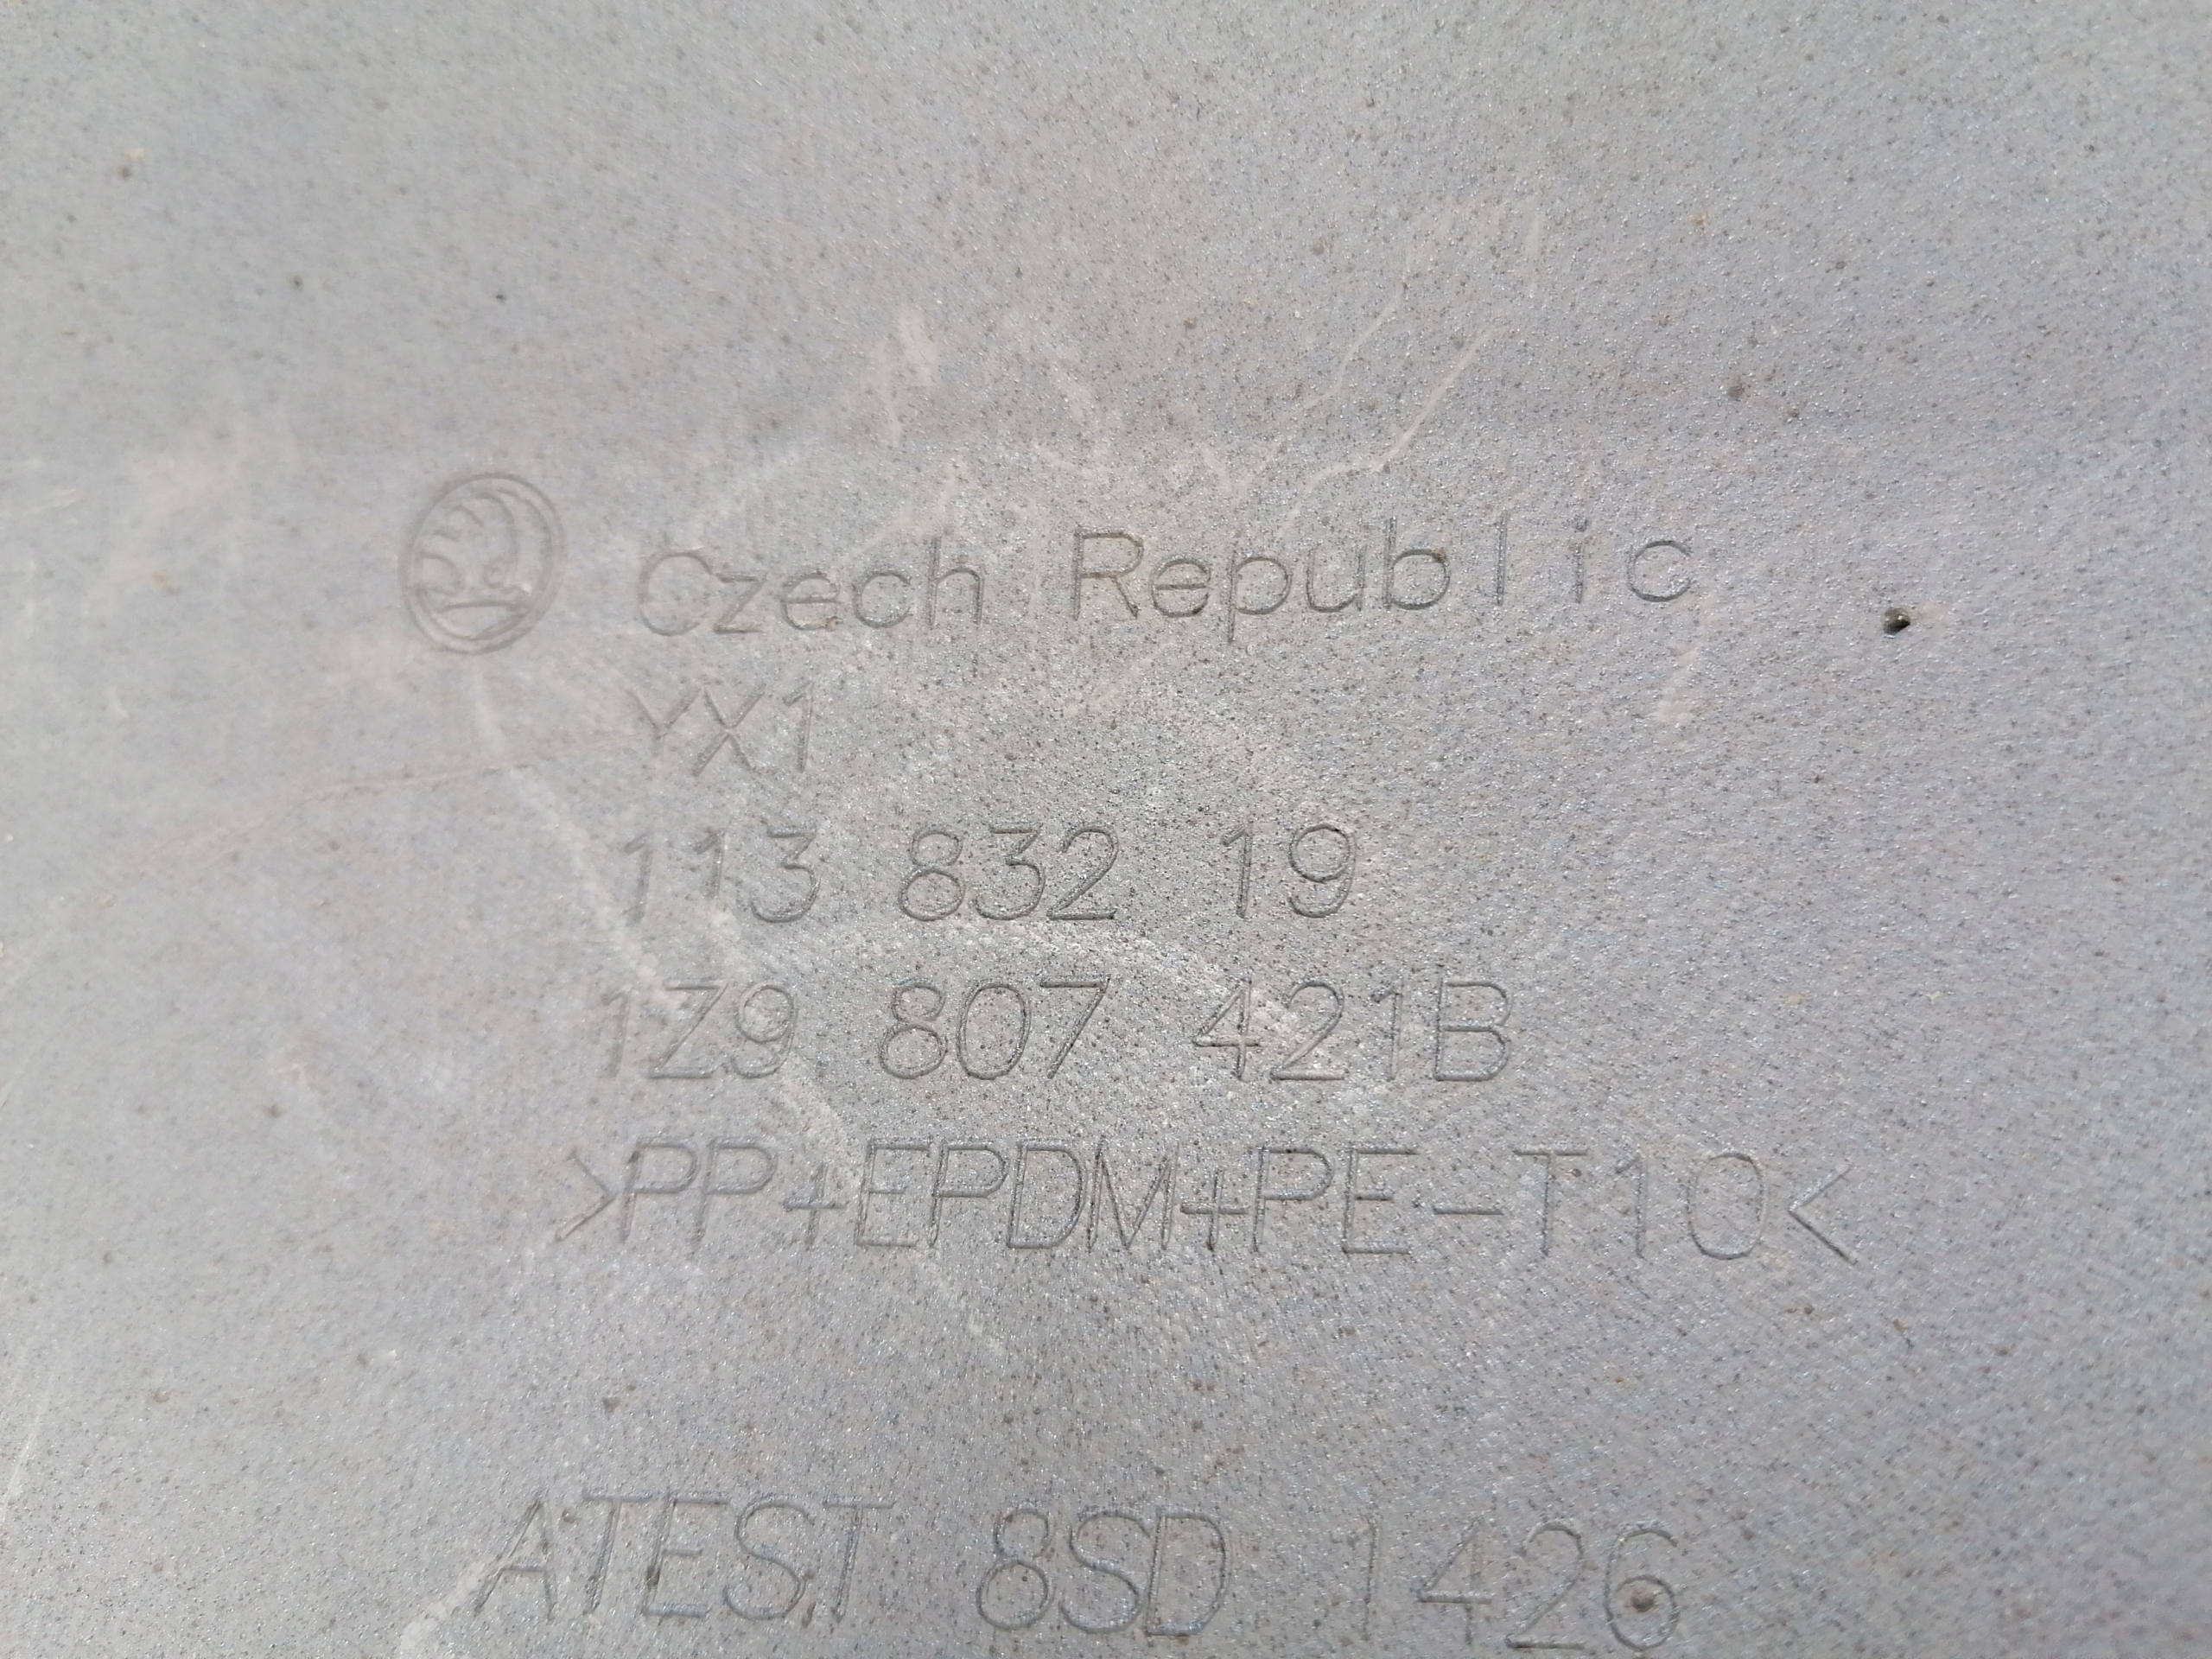 Czech Republic
YX1
113 832 19
1Z9 807 421B
>PP+EPDM+PE-T10<
ATEST 8SD 1426